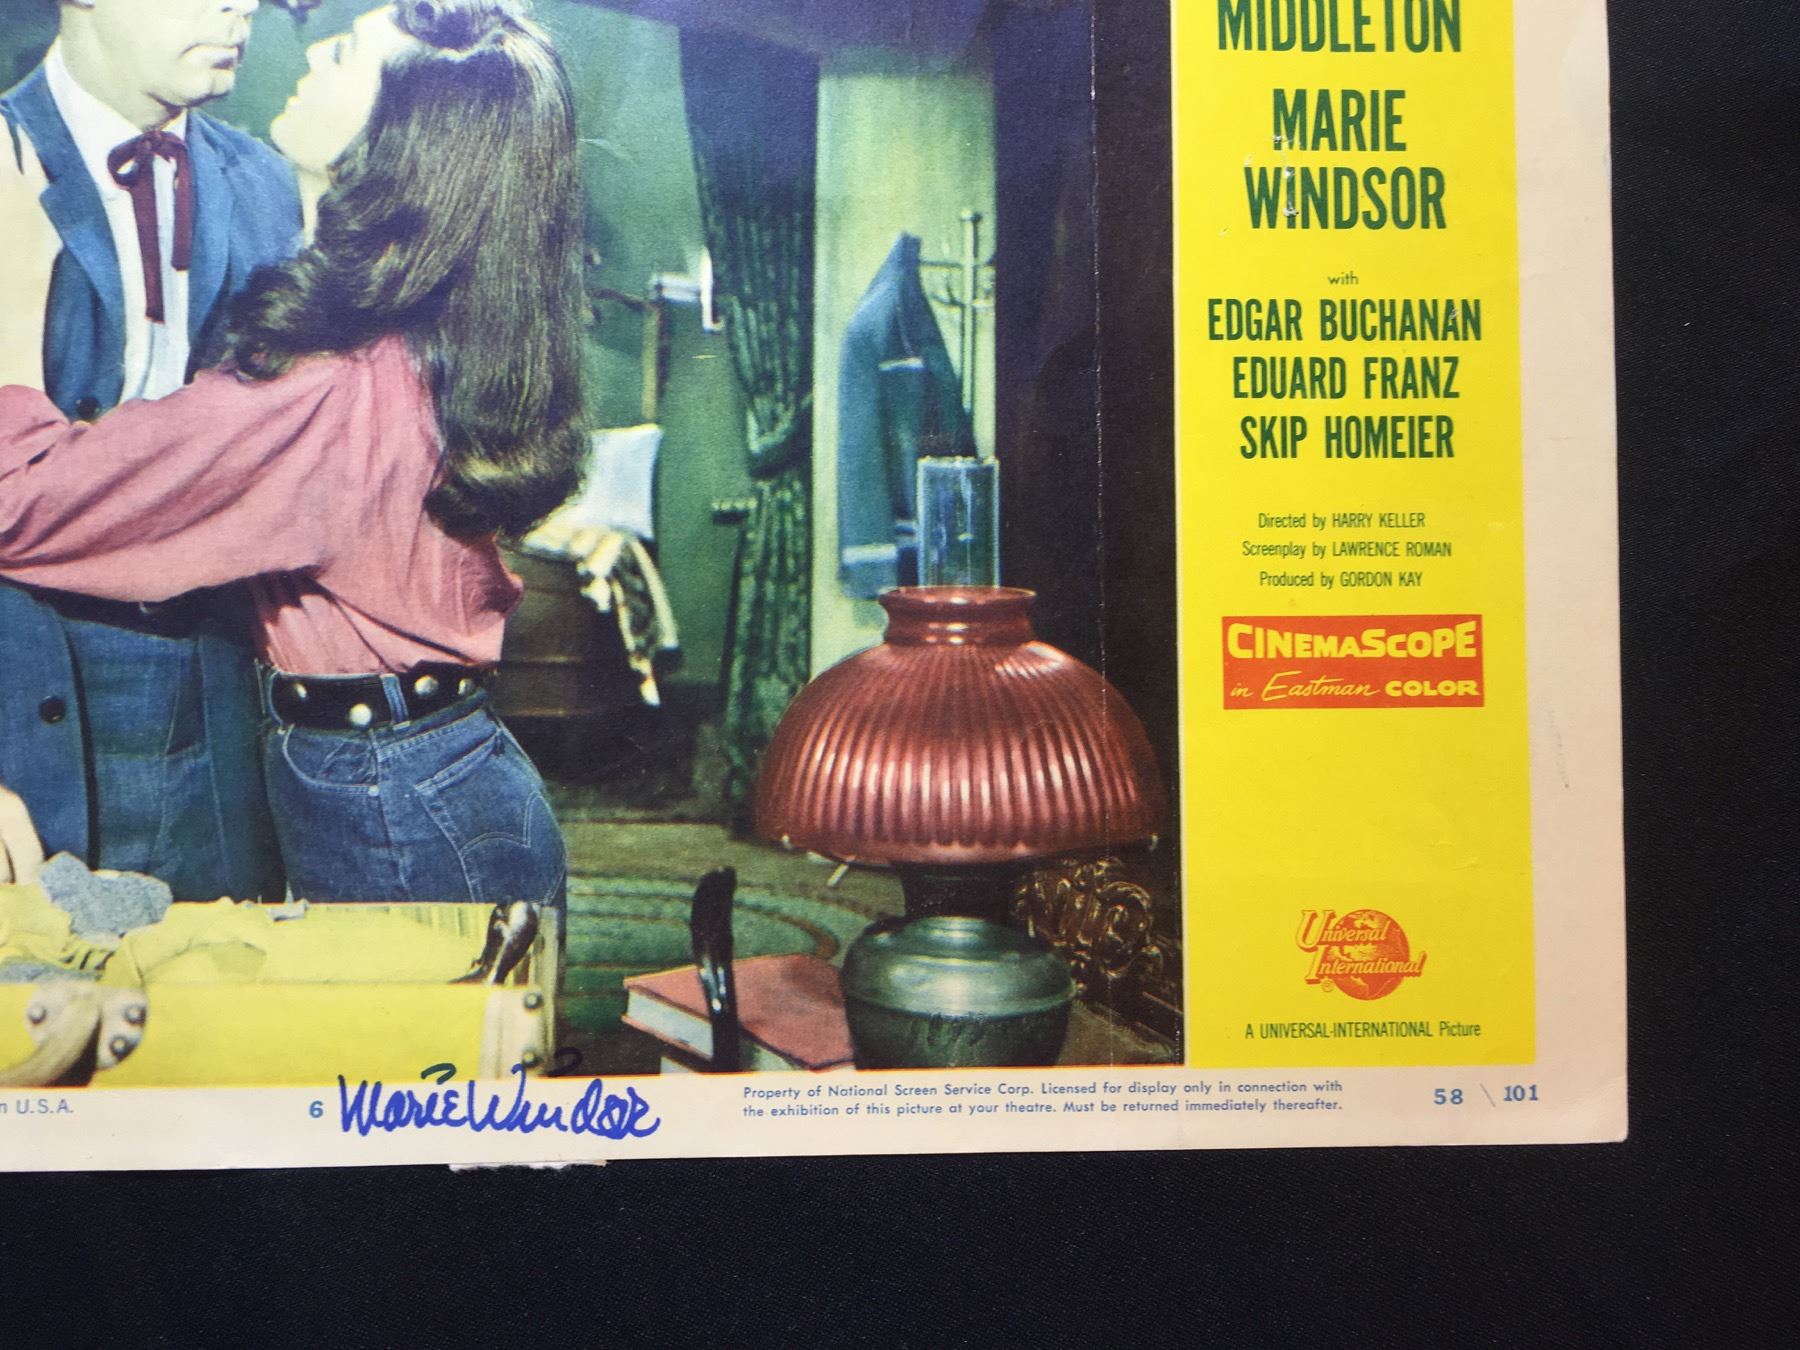 MIDDLETON
MARIE
WINDSOR
with
EDGAR BUCHANAN
EDUARD FRANZ
SKIP HOMEIER
Directed by HARRY KELLER
Screenplay by LAWRENCE ROMAN
Produced by GORDON KAY
CINEMASCOPE
in Eastman COLOR
Universal
International
®
A UNIVERSAL-INTERNATIONAL Picture
U.S.A.
6
Marie Windsor
Property of National Screen Service Corp. Licensed for display only in connection with
the exhibition of this picture at your theatre. Must be returned immediately thereafter.
58 \ 101